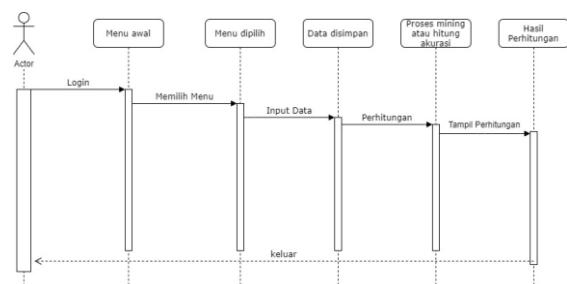 Actor
Menu awal
Menu dipilih
Data disimpan
Proses mining
atau hitung
akurasi
Hasil
Perhitungan
Login
Memilih Menu
Input Data
Perhitungan
Tampil Perhitungan
keluar